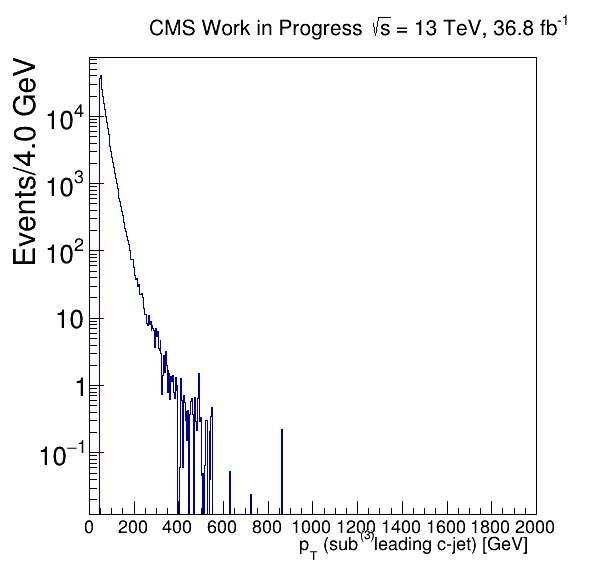 CMS Work in Progress √s = 13 TeV, 36.8 fb⁻¹
Events/4.0 GeV
10⁴
10³
10²
10
1
10⁻¹
0 200 400 600 800 1000 1200 1400 1600 1800 2000
p_T (sub⁽³⁾leading c-jet) [GeV]